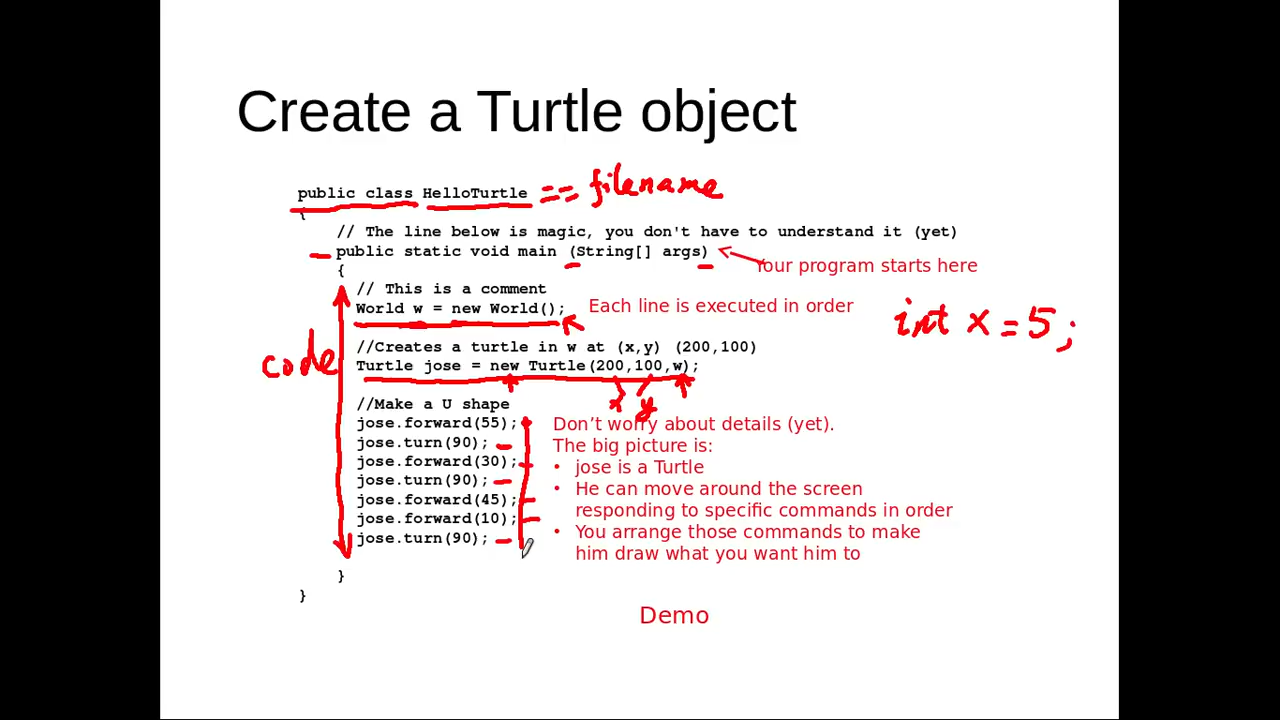 Create a Turtle object
public class HelloTurtle == filename
{
// The line below is magic, you don't have to understand it (yet)
public static void main (String[] args)
Your program starts here
{
// This is a comment
World w = new World();
Each line is executed in order
int x = 5;
code
//Creates a turtle in w at (x,y) (200,100)
Turtle jose = new Turtle(200,100,w);
x y
//Make a U shape
jose.forward(55);
jose.turn(90);
jose.forward(30);
jose.turn(90);
jose.forward(45);
jose.forward(10);
jose.turn(90);
}
}
Don’t worry about details (yet).
The big picture is:
• jose is a Turtle
• He can move around the screen
responding to specific commands in order
• You arrange those commands to make
him draw what you want him to
Demo